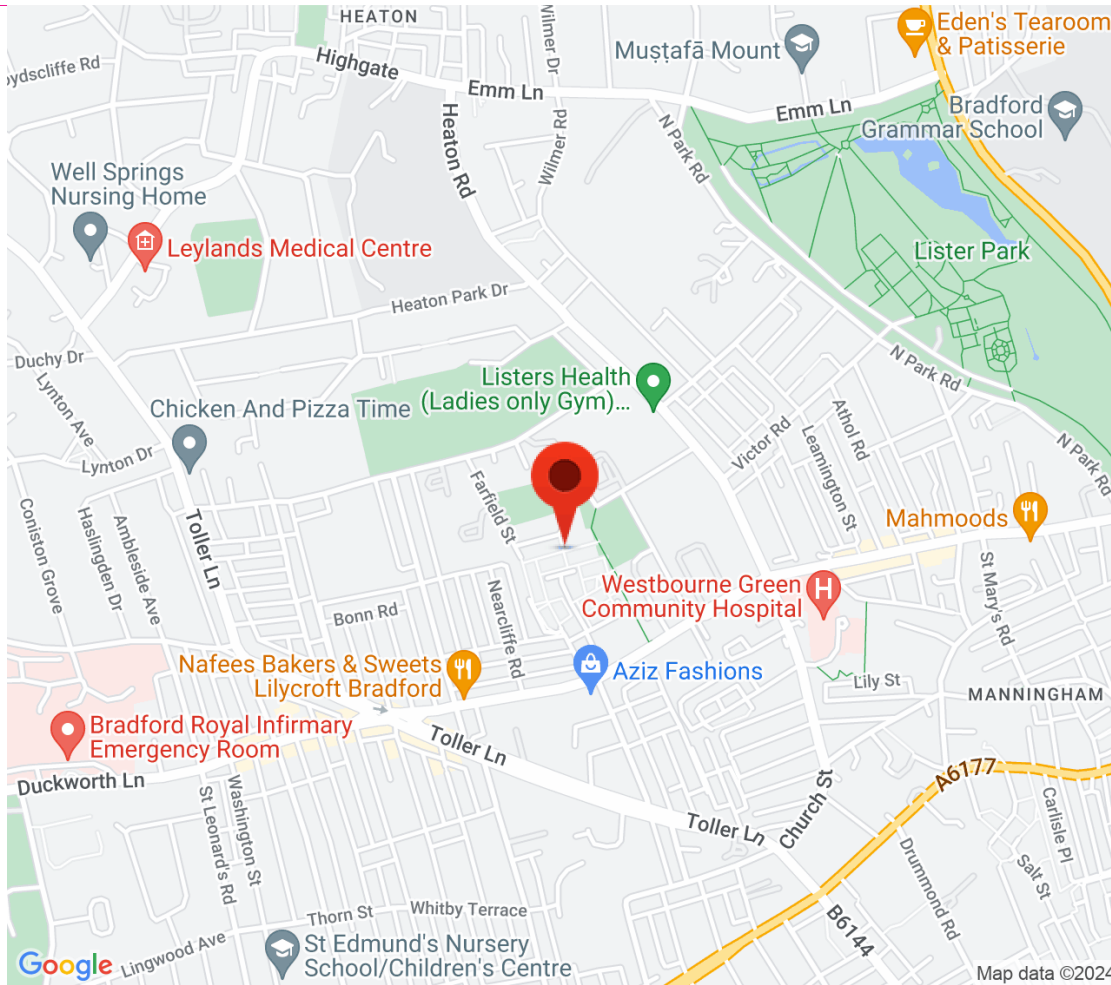 HEATON
Highgate
oydscliffe Rd
Wilmer Dr
Muṣṭafā Mount
Eden's Tearoom
& Patisserie
Emm Ln
Emm Ln
Bradford
Grammar School
Heaton Rd
Wilmer Rd
N Park Rd
Well Springs
Nursing Home
Leylands Medical Centre
Lister Park
Heaton Park Dr
Duchy Dr
Lynton Ave
N Park Rd
Listers Health
(Ladies only Gym)...
Chicken And Pizza Time
Lynton Dr
Athol Rd
Victor Rd
Leamington St
N Park Rd
Farfield St
Coniston Grove
Haslingden Dr
Ambleside Ave
Toller Ln
Mahmoods
Westbourne Green
Community Hospital
St Mary's Rd
Nearcliffe Rd
Bonn Rd
Nafees Bakers & Sweets
Lilycroft Bradford
Aziz Fashions
Lily St
MANNINGHAM
Bradford Royal Infirmary
Emergency Room
Toller Ln
Duckworth Ln
A6177
Church St
St Leonard's Rd
Washington St
Toller Ln
Carlisle Pl
Drummond Rd
Salt St
Thorn St
Whitby Terrace
B6144
Lingwood Ave
St Edmund's Nursery
School/Children's Centre
Google
Map data ©2024